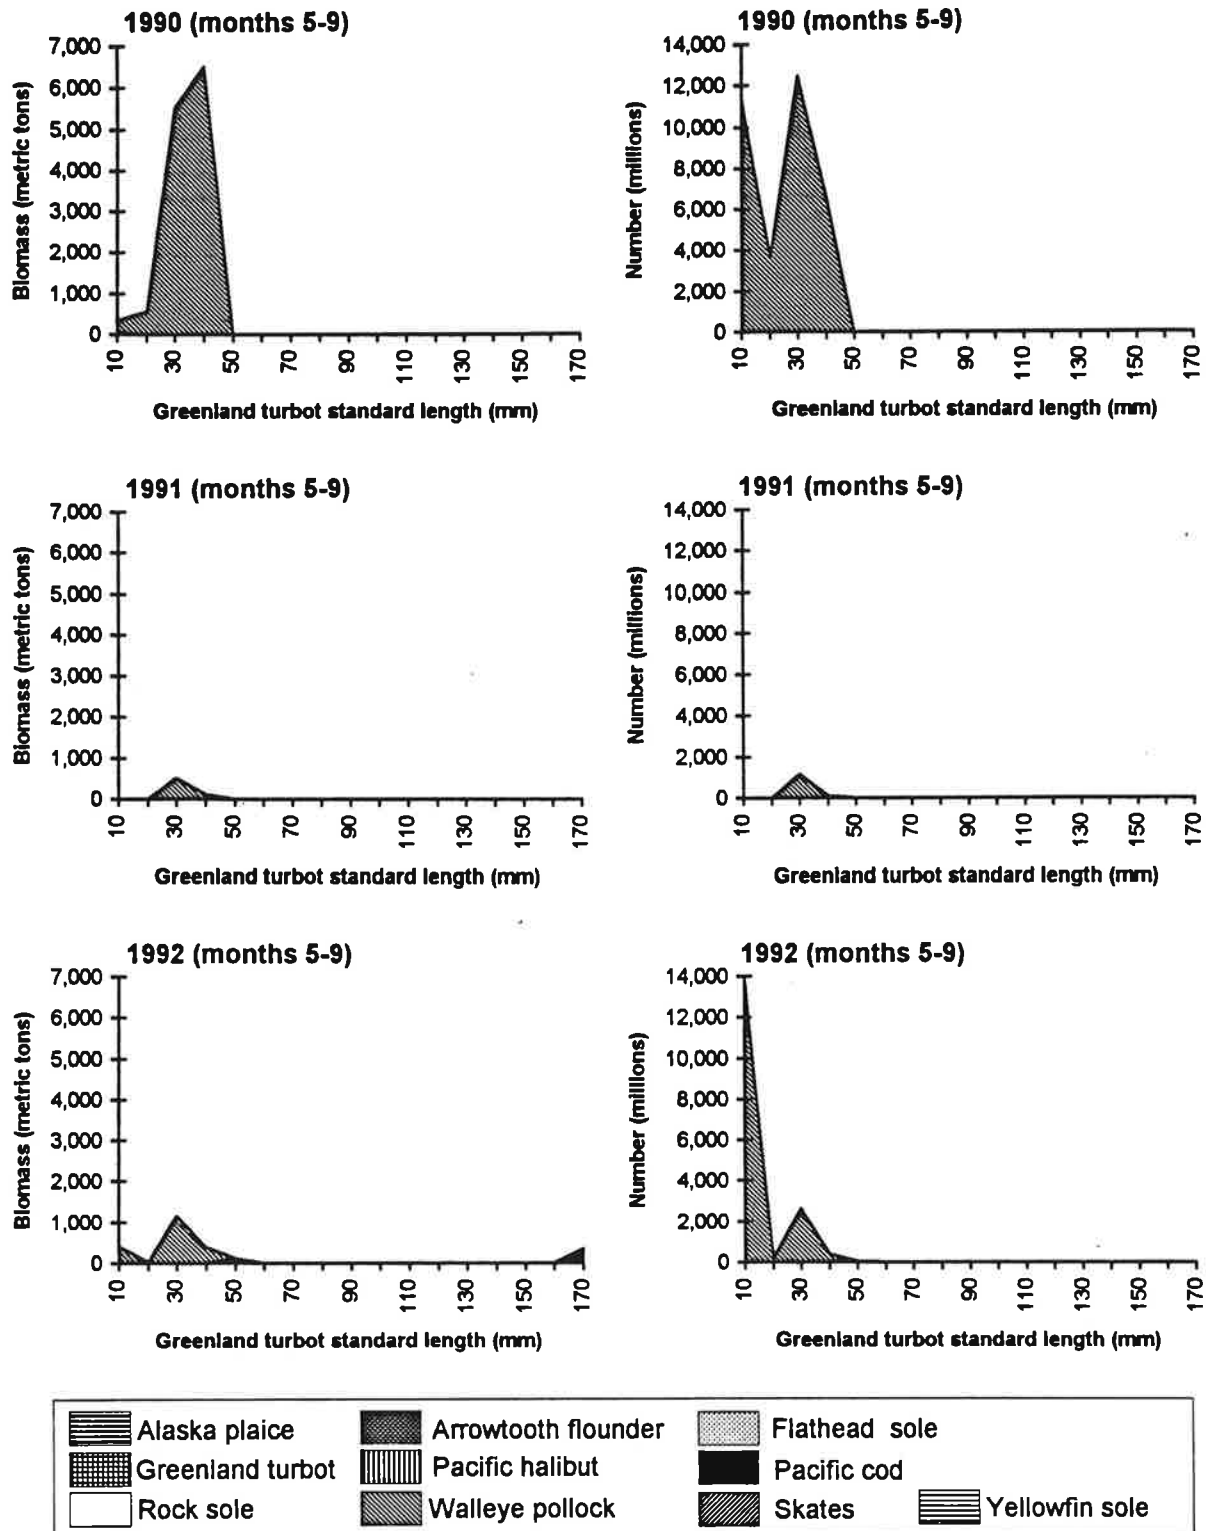 1990 (months 5-9)
7,000
6,000
5,000
4,000
3,000
2,000
1,000
0
Biomass (metric tons)
10 30 50 70 90 110 130 150 170
Greenland turbot standard length (mm)
1990 (months 5-9)
14,000
12,000
10,000
8,000
6,000
4,000
2,000
0
Number (millions)
10 30 50 70 90 110 130 150 170
Greenland turbot standard length (mm)
1991 (months 5-9)
7,000
6,000
5,000
4,000
3,000
2,000
1,000
0
Biomass (metric tons)
10 30 50 70 90 110 130 150 170
Greenland turbot standard length (mm)
1991 (months 5-9)
14,000
12,000
10,000
8,000
6,000
4,000
2,000
0
Number (millions)
10 30 50 70 90 110 130 150 170
Greenland turbot standard length (mm)
1992 (months 5-9)
7,000
6,000
5,000
4,000
3,000
2,000
1,000
0
Biomass (metric tons)
10 30 50 70 90 110 130 150 170
Greenland turbot standard length (mm)
1992 (months 5-9)
14,000
12,000
10,000
8,000
6,000
4,000
2,000
0
Number (millions)
10 30 50 70 90 110 130 150 170
Greenland turbot standard length (mm)
Alaska plaice Arrowtooth flounder Flathead sole
Greenland turbot Pacific halibut Pacific cod
Rock sole Walleye pollock Skates Yellowfin sole